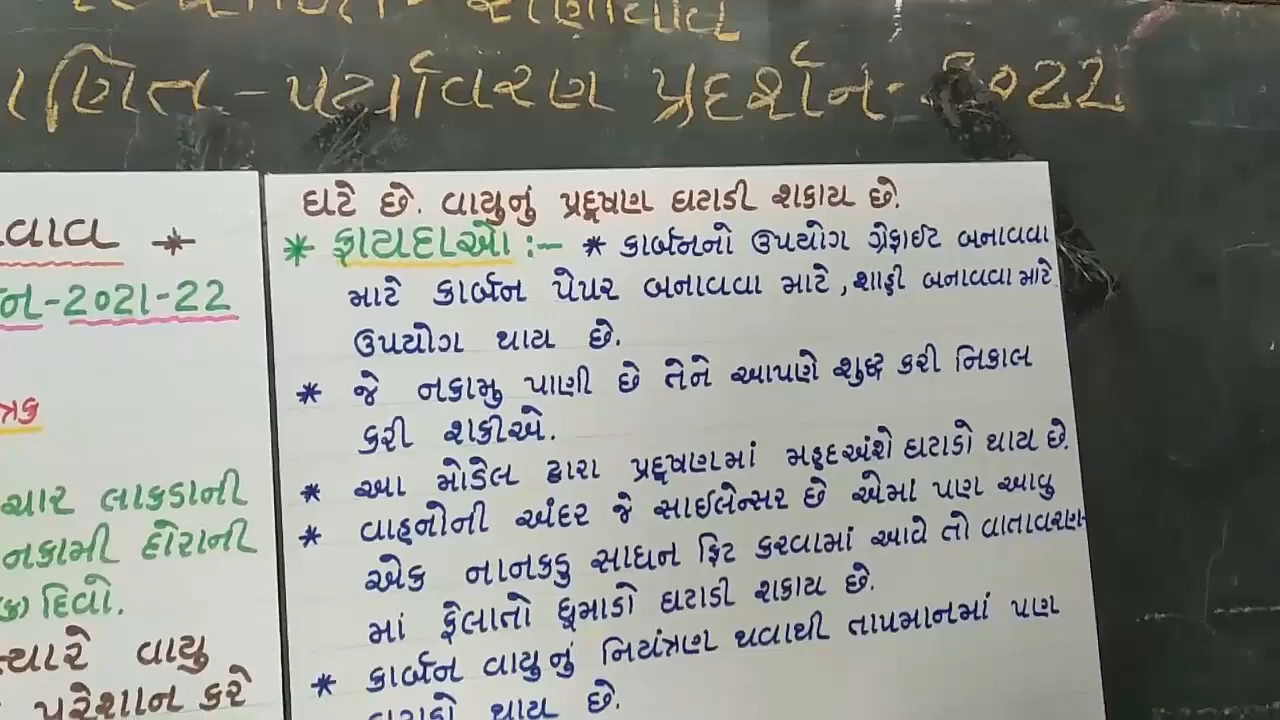 ણિત - પર્યાવરણ પ્રદર્શન - 2022
વાવ *
ન-2021-22
ત્રક
ચાર લાકડાની
નકામી દોરાની
ક) દિવો.
ત્યારે વાયુ
પરેશાન કરે
ઘટે છે. વાયુનું પ્રદૂષણ ઘટાડી શકાય છે.
* ફાયદાઓ :- * કાર્બનનો ઉપયોગ ગ્રેફાઈટ બનાવવા
માટે કાર્બન પેપર બનાવવા માટે, શાહી બનાવવા માટે
ઉપયોગ થાય છે.
* જે નકામુ પાણી છે તેને આપણે શુદ્ધ કરી નિકાલ
કરી શકીએ.
* આ મોડેલ દ્વારા પ્રદૂષણમાં મહદઅંશે ઘટાડો થાય છે.
* વાહનોની અંદર જે સાઈલેન્સર છે એમાં પણ આવુ
એક નાનકડુ સાધન ફિટ કરવામાં આવે તો વાતાવરણ-
માં ફેલાતો ધૂમાડો ઘટાડી શકાય છે.
* કાર્બન વાયુનું નિયંત્રણ થવાથી તાપમાનમાં પણ
ઘટાડો થાય છે.